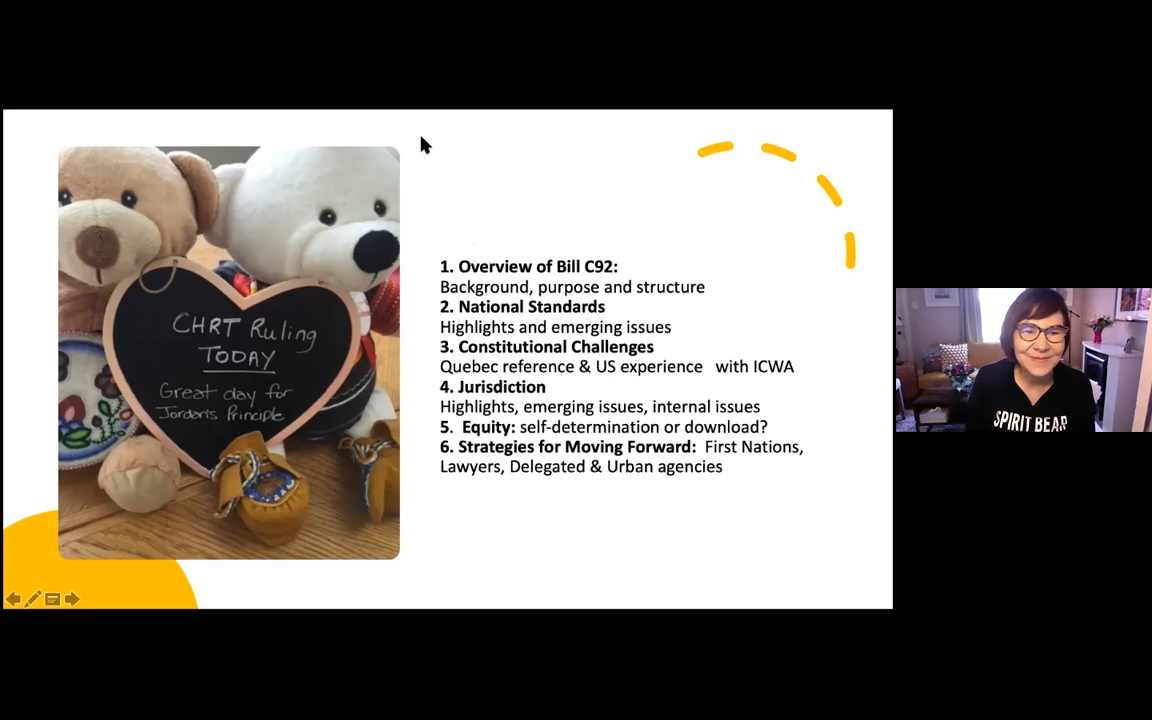 CHRT Ruling
TODAY
Great day for
Jordan's Principle
1. Overview of Bill C92:
Background, purpose and structure
2. National Standards
Highlights and emerging issues
3. Constitutional Challenges
Quebec reference & US experience with ICWA
4. Jurisdiction
Highlights, emerging issues, internal issues
5. Equity: self-determination or download?
6. Strategies for Moving Forward: First Nations,
Lawyers, Delegated & Urban agencies
SPIRIT BEAR